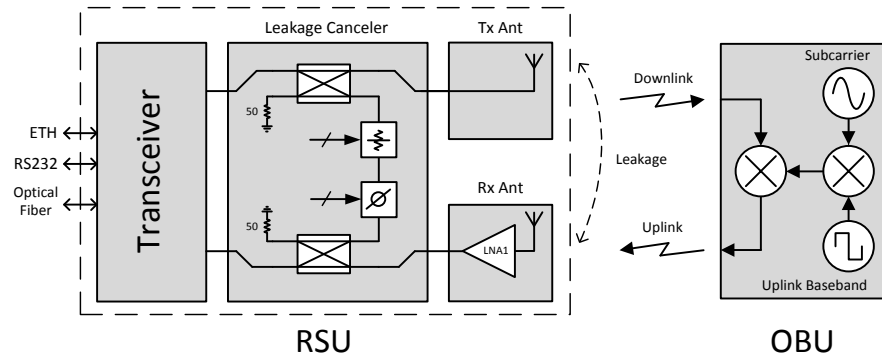 Leakage Canceler
Tx Ant
Subcarrier
Downlink
50
ETH
RS232
Optical
Fiber
Transceiver
Leakage
Rx Ant
50
LNA1
Uplink
Uplink Baseband
RSU
OBU